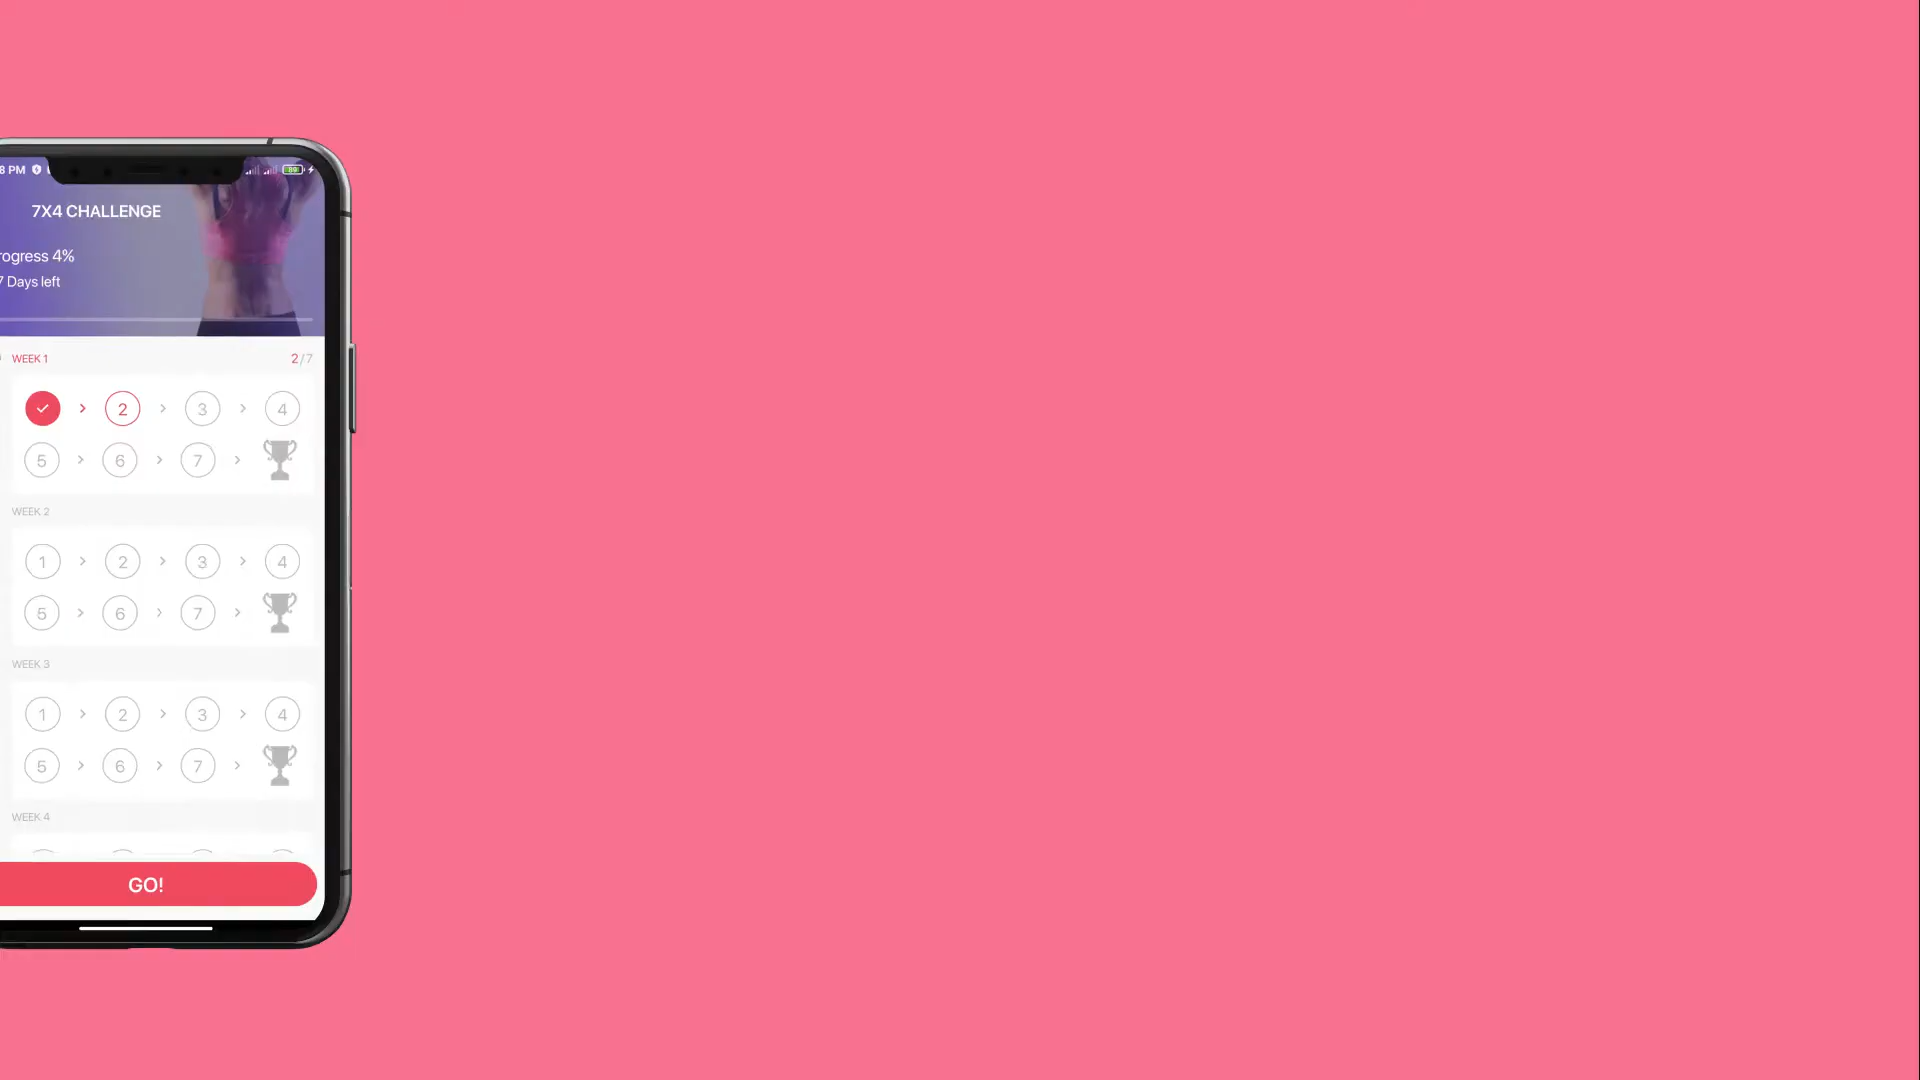 8 PM 89
7X4 CHALLENGE
rogress 4%
7 Days left
WEEK 1 2/7
2 3 4
5 6 7
WEEK 2
1 2 3 4
5 6 7
WEEK 3
1 2 3 4
5 6 7
WEEK 4
GO!